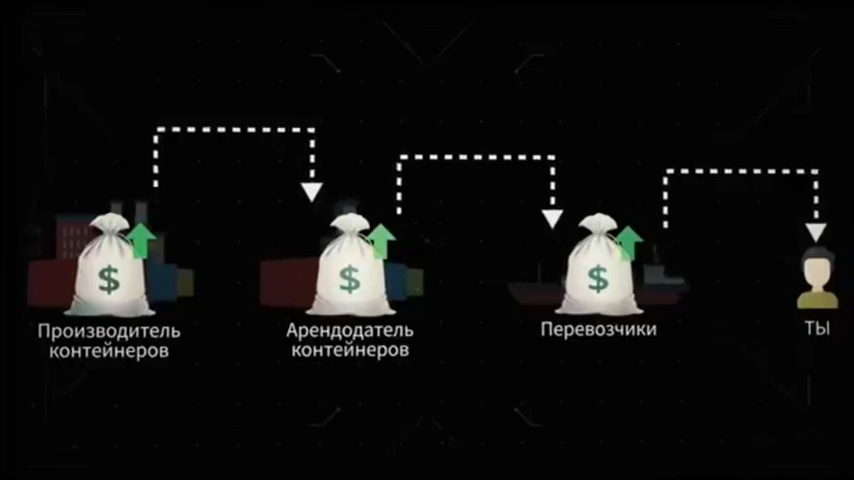 $
$
$
Производитель
контейнеров
Арендодатель
контейнеров
Перевозчики
ТЫ